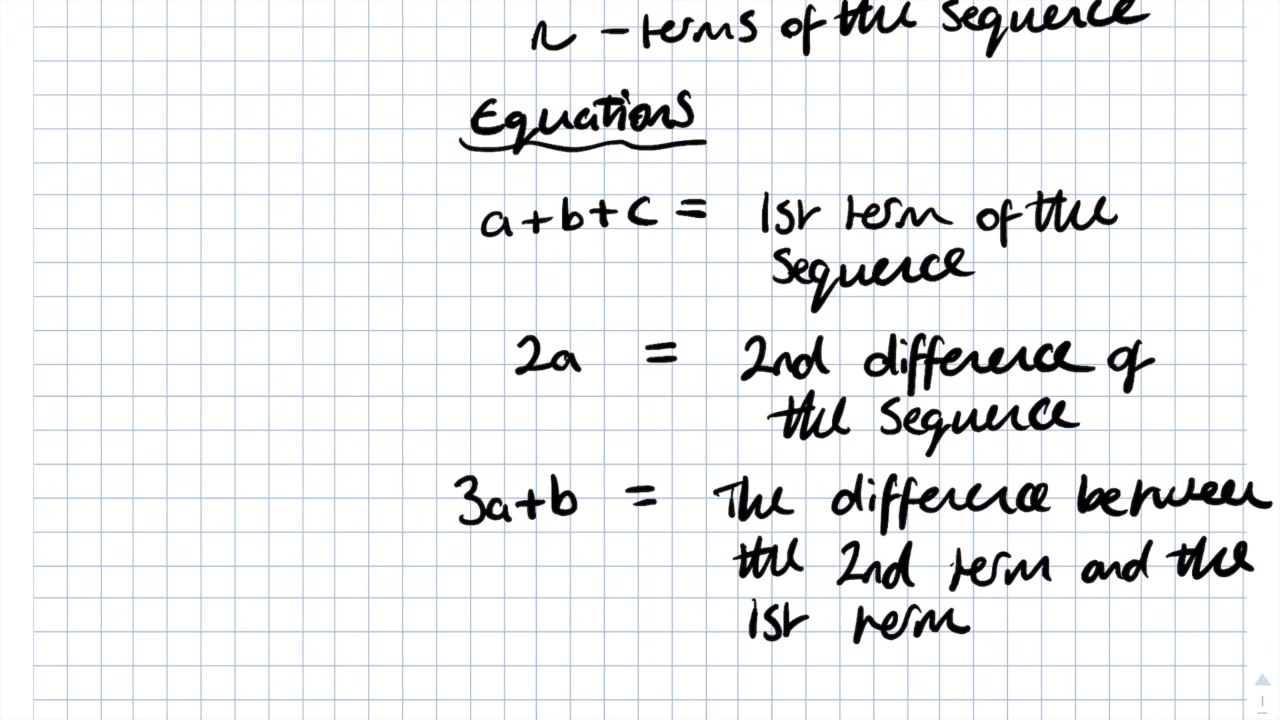 n - terms of the sequence
Equations
a+b+c = 1st term of the
sequence
2a = 2nd difference of
the sequence
3a+b = The difference between
the 2nd term and the
1st term